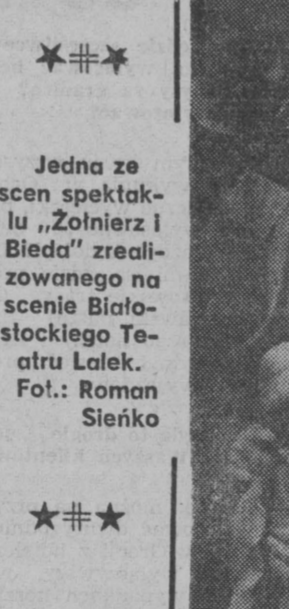 ★╬★
Jedna ze
scen spektak-
lu „Żołnierz i
Bieda” zreali-
zowanego na
scenie Biało-
stockiego Te-
atru Lalek.
Fot.: Roman
Sieńko
★╬★